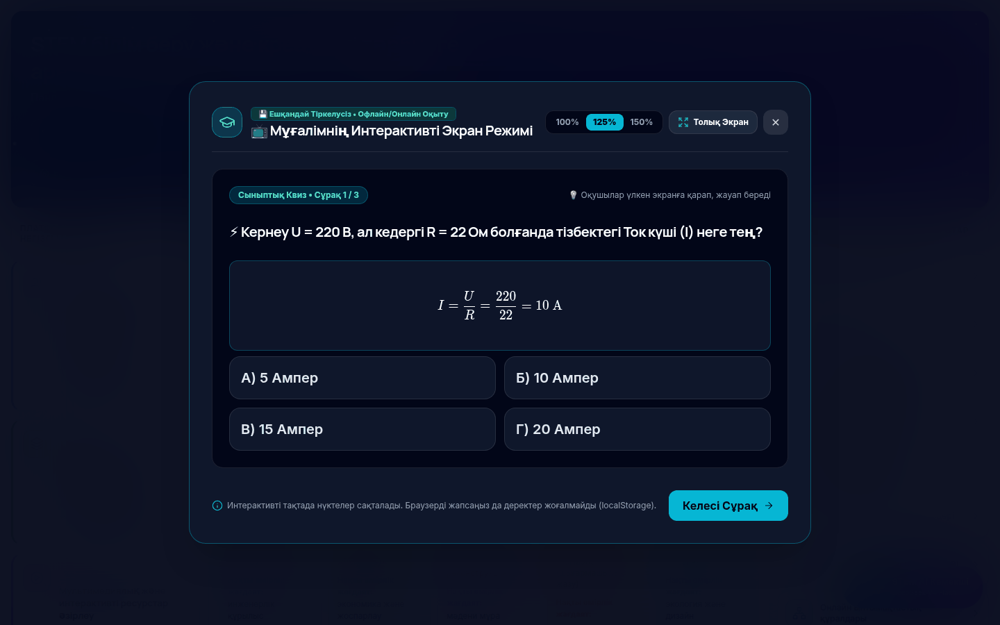 💾 Ешқандай Тіркелусіз • Офлайн/Онлайн Оқыту
📺 Мұғалімнің Интерактивті Экран Режимі
100% 125% 150%
Толық Экран
Сыныптық Квиз • Сұрақ 1 / 3
💡 Оқушылар үлкен экранға қарап, жауап береді
⚡ Кернеу U = 220 В, ал кедергі R = 22 Ом болғанда тізбектегі Ток күші (I) неге тең?
I = U/R = 220/22 = 10 A
А) 5 Ампер
Б) 10 Ампер
В) 15 Ампер
Г) 20 Ампер
Интерактивті тақтада нүктелер сақталады. Браузерді жапсаңыз да деректер жоғалмайды (localStorage).
Келесі Сұрақ →